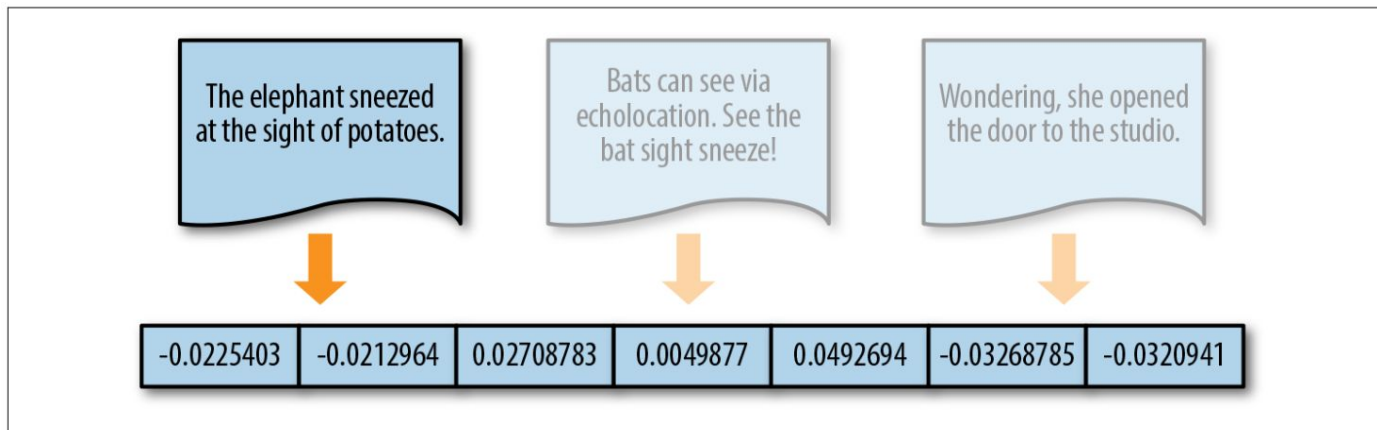 The elephant sneezed
at the sight of potatoes.
Bats can see via
echolocation. See the
bat sight sneeze!
Wondering, she opened
the door to the studio.
-0.0225403 -0.0212964 0.02708783 0.0049877 0.0492694 -0.03268785 -0.0320941